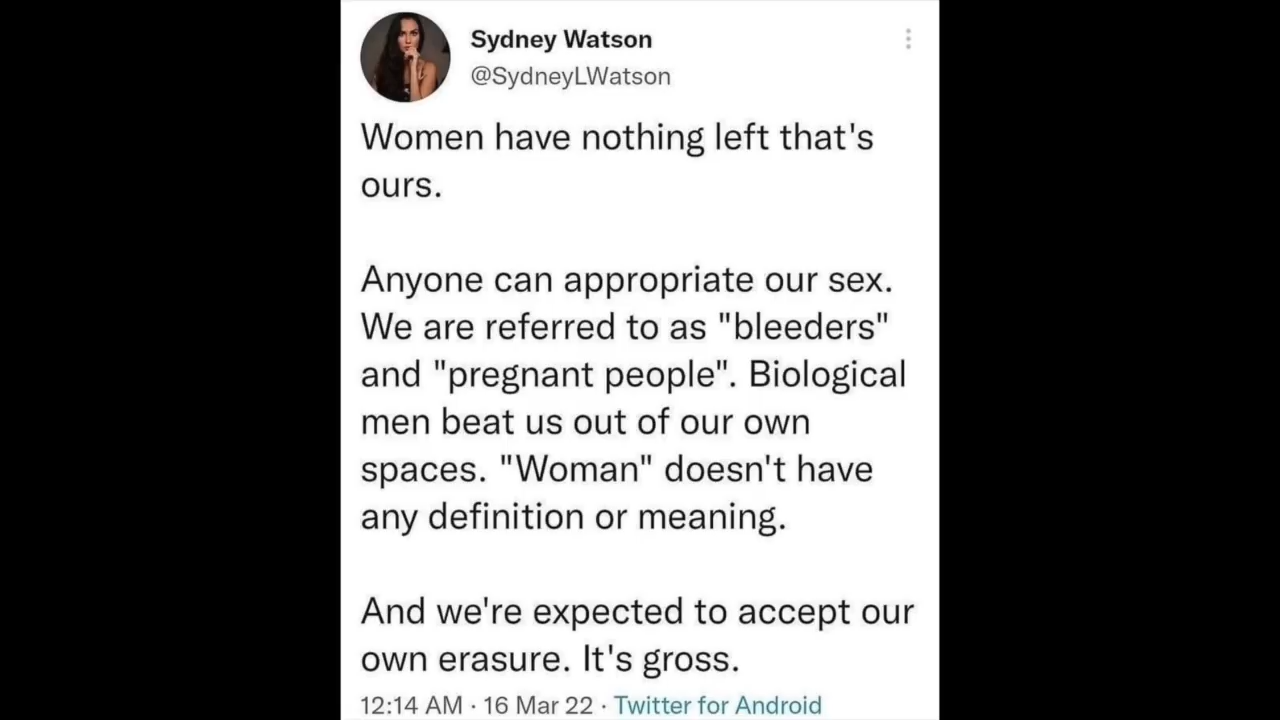 Sydney Watson
@SydneyLWatson
Women have nothing left that's
ours.
Anyone can appropriate our sex.
We are referred to as "bleeders"
and "pregnant people". Biological
men beat us out of our own
spaces. "Woman" doesn't have
any definition or meaning.
And we're expected to accept our
own erasure. It's gross.
12:14 AM · 16 Mar 22 · Twitter for Android